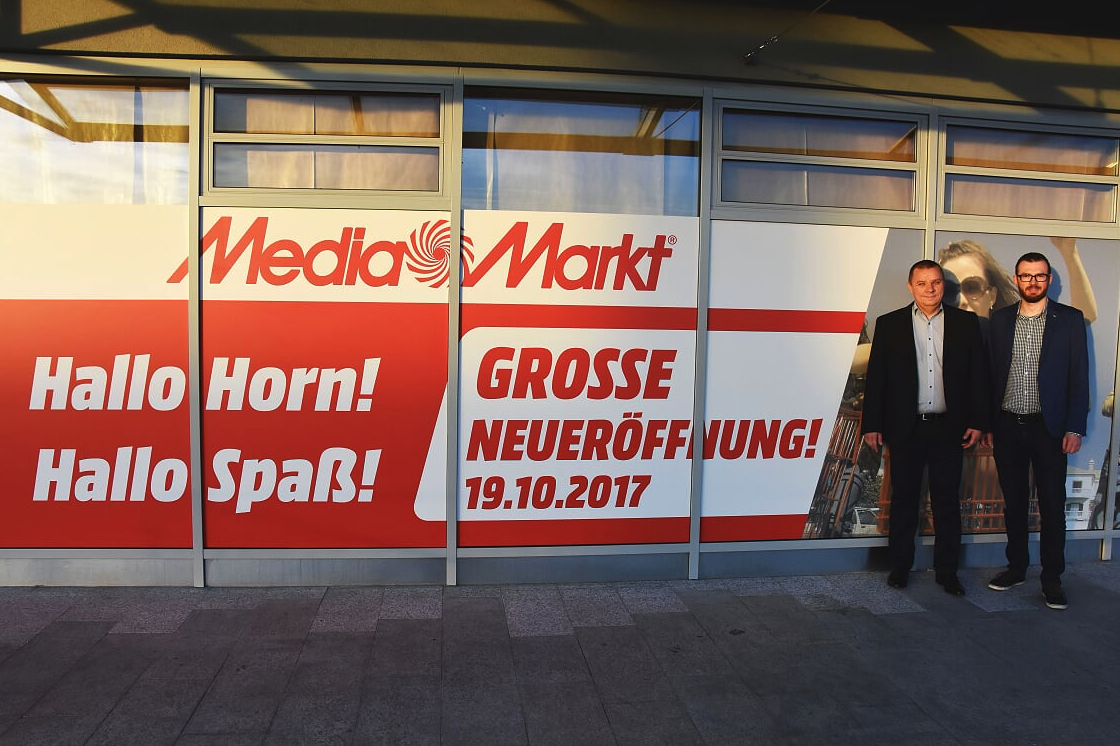 Media Markt®
Hallo Horn!
Hallo Spaß!
GROSSE
NEUERÖFFNUNG!
19.10.2017